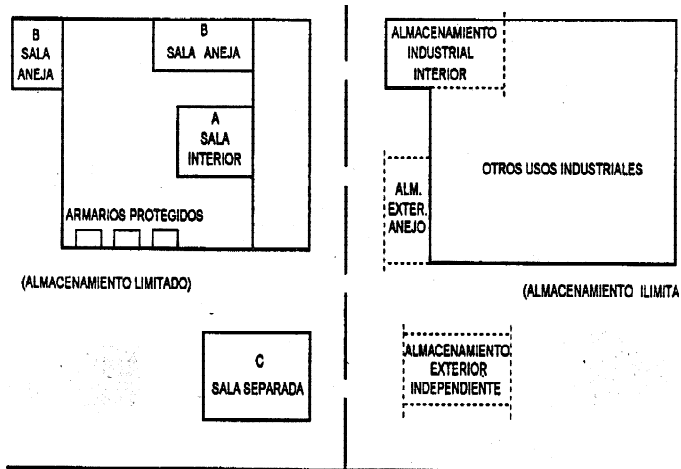 B
SALA
ANEJA
B
SALA ANEJA
A
SALA
INTERIOR
ARMARIOS PROTEGIDOS
(ALMACENAMIENTO LIMITADO)
C
SALA SEPARADA
ALMACENAMIENTO
INDUSTRIAL
INTERIOR
OTROS USOS INDUSTRIALES
ALM.
EXTER.
ANEJO
(ALMACENAMIENTO ILIMITA
ALMACENAMIENTO
EXTERIOR
INDEPENDIENTE